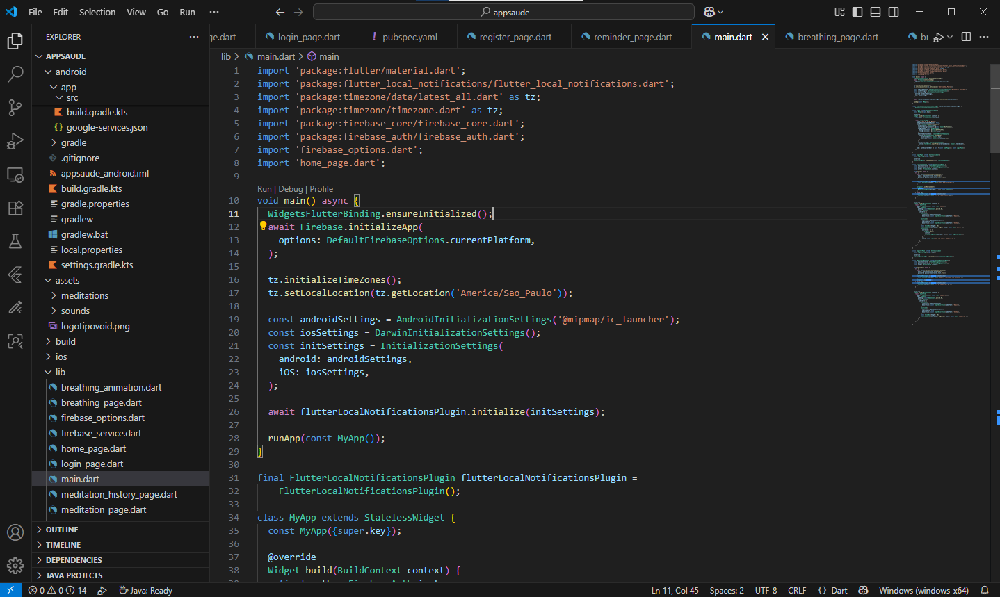 File Edit Selection View Go Run ··· appsaude
EXPLORER ···
APPSAUDE
android
app
src
build.gradle.kts
{} google-services.json
gradle
.gitignore
appsaude_android.iml
build.gradle.kts
gradle.properties
gradlew
gradlew.bat
local.properties
settings.gradle.kts
assets
meditations
sounds
logotipovoid.png
build
ios
lib
breathing_animation.dart
breathing_page.dart
firebase_options.dart
firebase_service.dart
home_page.dart
login_page.dart
main.dart
meditation_history_page.dart
meditation_page.dart
OUTLINE
TIMELINE
DEPENDENCIES
JAVA PROJECTS
ge.dart login_page.dart ! pubspec.yaml register_page.dart reminder_page.dart main.dart breathing_page.dart br ···
lib > main.dart > main
1 import 'package:flutter/material.dart';
2 import 'package:flutter_local_notifications/flutter_local_notifications.dart';
3 import 'package:timezone/data/latest_all.dart' as tz;
4 import 'package:timezone/timezone.dart' as tz;
5 import 'package:firebase_core/firebase_core.dart';
6 import 'package:firebase_auth/firebase_auth.dart';
7 import 'firebase_options.dart';
8 import 'home_page.dart';
9
Run | Debug | Profile
10 void main() async {
11 WidgetsFlutterBinding.ensureInitialized();
12 await Firebase.initializeApp(
13 options: DefaultFirebaseOptions.currentPlatform,
14 );
15
16 tz.initializeTimeZones();
17 tz.setLocalLocation(tz.getLocation('America/Sao_Paulo'));
18
19 const androidSettings = AndroidInitializationSettings('@mipmap/ic_launcher');
20 const iosSettings = DarwinInitializationSettings();
21 const initSettings = InitializationSettings(
22 android: androidSettings,
23 iOS: iosSettings,
24 );
25
26 await flutterLocalNotificationsPlugin.initialize(initSettings);
27
28 runApp(const MyApp());
29 }
30
31 final FlutterLocalNotificationsPlugin flutterLocalNotificationsPlugin =
32 FlutterLocalNotificationsPlugin();
33
34 class MyApp extends StatelessWidget {
35 const MyApp({super.key});
36
37 @override
38 Widget build(BuildContext context) {
39 final auth = FirebaseAuth.instance;
0 0 14 Java: Ready Ln 11, Col 45 Spaces: 2 UTF-8 CRLF {} Dart Windows (windows-x64)